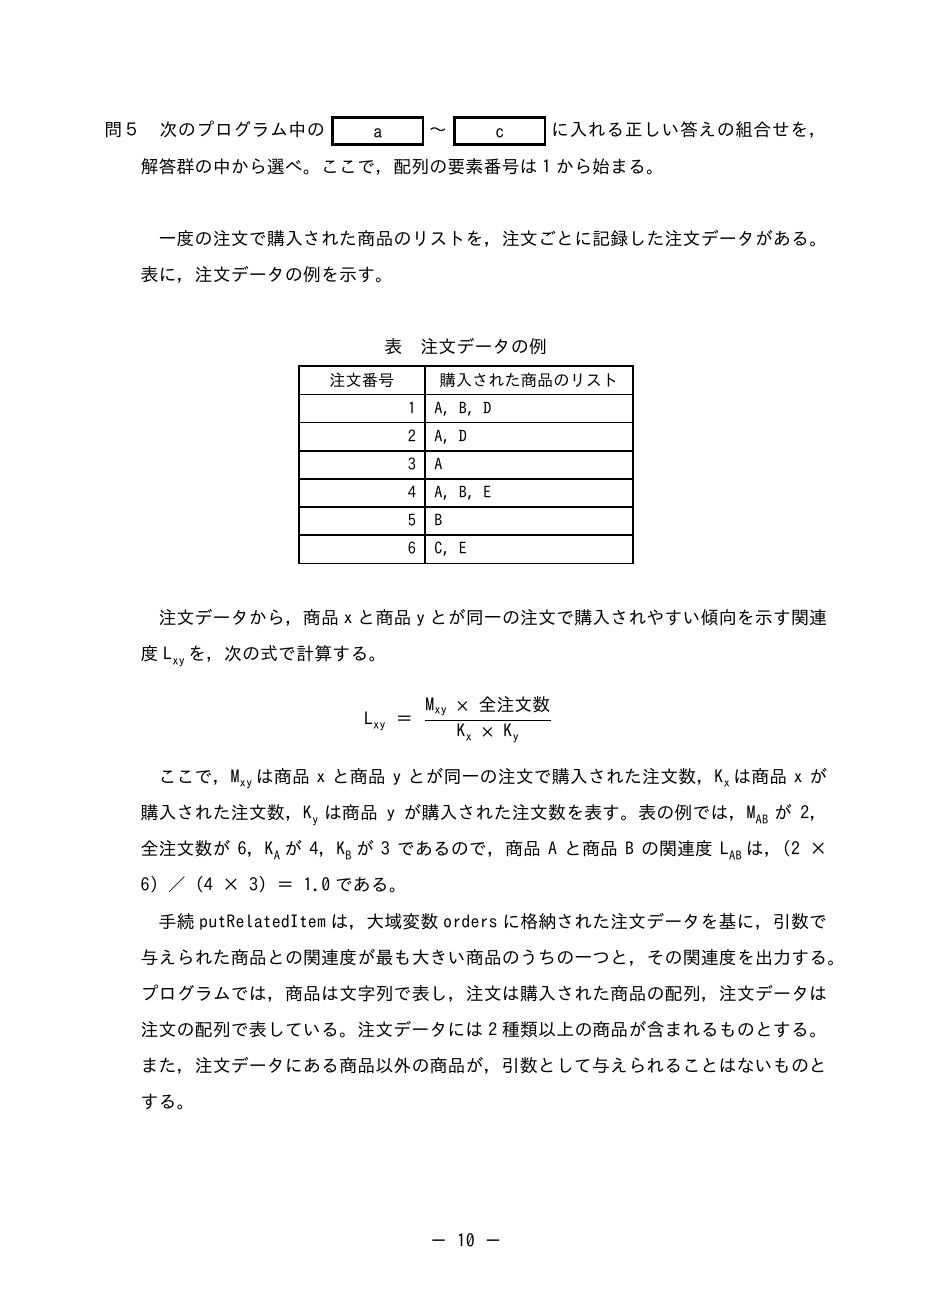 問５ 次のプログラム中の a ～ c に入れる正しい答えの組合せを，
解答群の中から選べ。ここで，配列の要素番号は 1 から始まる。
一度の注文で購入された商品のリストを，注文ごとに記録した注文データがある。
表に，注文データの例を示す。
表 注文データの例
注文番号 購入された商品のリスト
1 A, B, D
2 A, D
3 A
4 A, B, E
5 B
6 C, E
注文データから，商品 x と商品 y とが同一の注文で購入されやすい傾向を示す関連
度 Lxy を，次の式で計算する。
Lxy ＝ Mxy × 全注文数
Kx × Ky
ここで，Mxy は商品 x と商品 y とが同一の注文で購入された注文数，Kx は商品 x が
購入された注文数，Ky は商品 y が購入された注文数を表す。表の例では，MAB が 2，
全注文数が 6，KA が 4，KB が 3 であるので，商品 A と商品 B の関連度 LAB は，(2 ×
6) ／ (4 × 3) ＝ 1.0 である。
手続 putRelatedItem は，大域変数 orders に格納された注文データを基に，引数で
与えられた商品との関連度が最も大きい商品のうちの一つと，その関連度を出力する。
プログラムでは，商品は文字列で表し，注文は購入された商品の配列，注文データは
注文の配列で表している。注文データには 2 種類以上の商品が含まれるものとする。
また，注文データにある商品以外の商品が，引数として与えられることはないものと
する。
－ 10 －